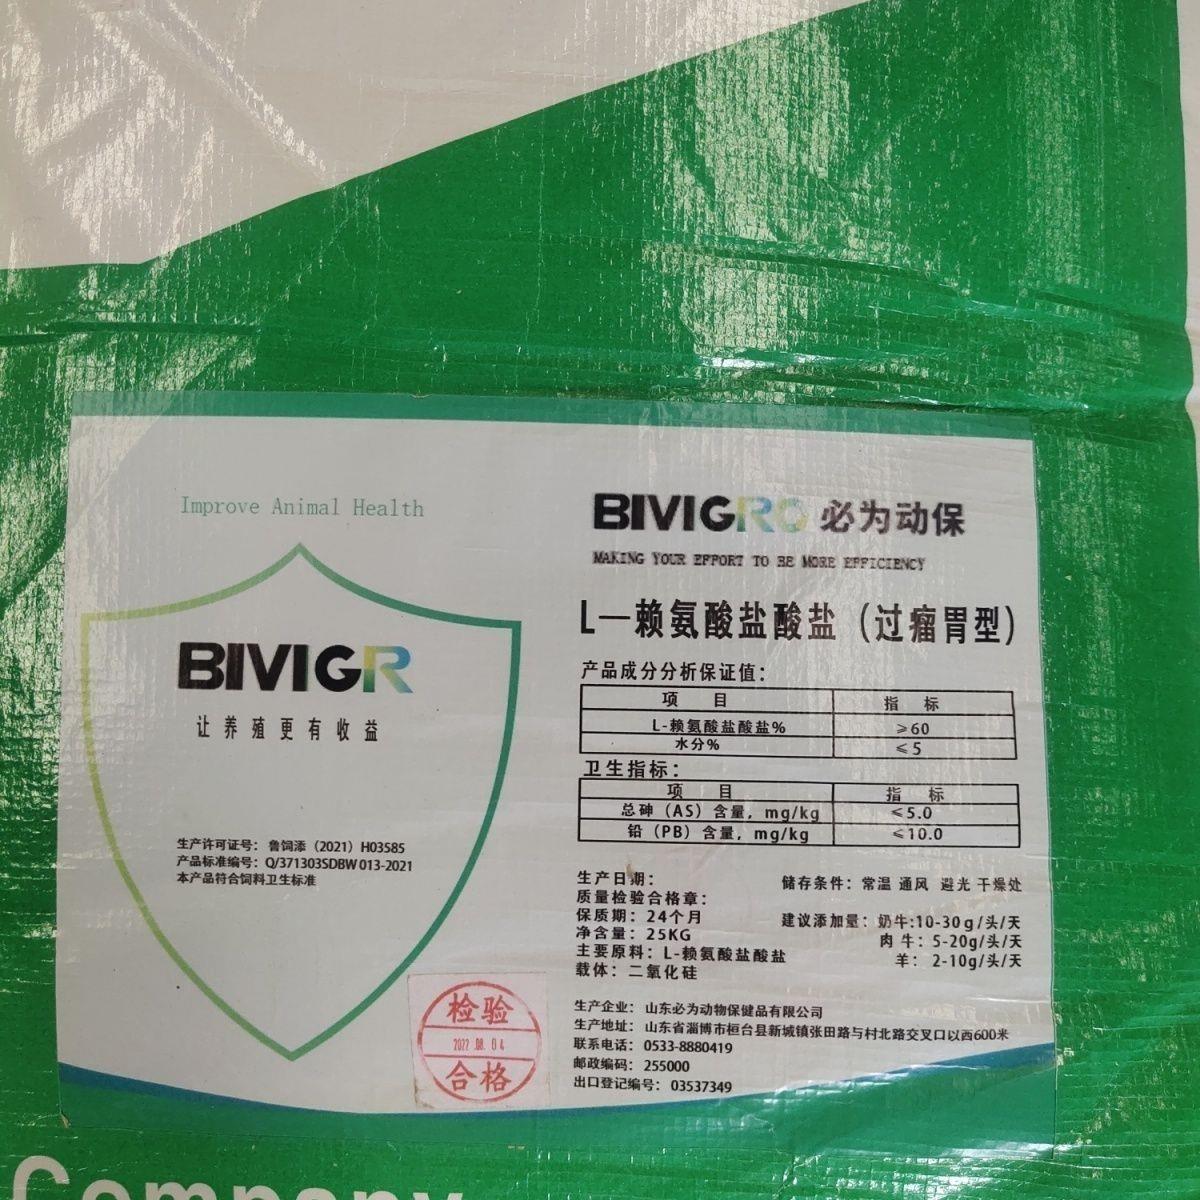 Improve Animal Health
BIVIGR
让养殖更有收益
生产许可证号：鲁饲添（2021）H03585
产品标准编号：Q/371303SDBW 013-2021
本产品符合饲料卫生标准
BIVIGRO 必为动保
MAKING YOUR EFFORT TO BE MORE EFFICIENCY
L—赖氨酸盐酸盐（过瘤胃型）
产品成分分析保证值：
项 目 指 标
L-赖氨酸盐酸盐% ≥60
水分% ≤5
卫生指标：
项 目 指 标
总砷（AS）含量，mg/kg ≤5.0
铅（PB）含量，mg/kg ≤10.0
生产日期：
质量检验合格章：
保质期：24个月
净含量：25KG
主要原料：L-赖氨酸盐酸盐
载体：二氧化硅
储存条件：常温 通风 避光 干燥处
建议添加量：奶牛:10-30g/头/天
肉 牛：5-20g/头/天
羊：2-10g/头/天
生产企业：山东必为动物保健品有限公司
生产地址：山东省淄博市桓台县新城镇张田路与村北路交叉口以西600米
联系电话：0533-8880419
邮政编码：255000
出口登记编号：03537349
检验
2022.08.04
合格
Company